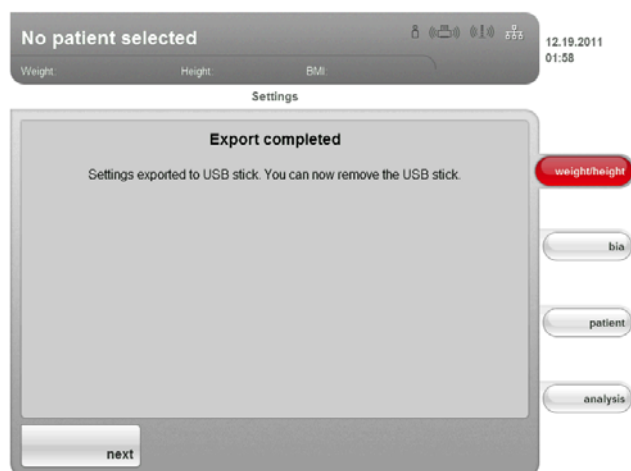 No patient selected
12.19.2011
01:58
Weight: Height: BMI:
Settings
Export completed
Settings exported to USB stick. You can now remove the USB stick.
weight/height
bia
patient
analysis
next